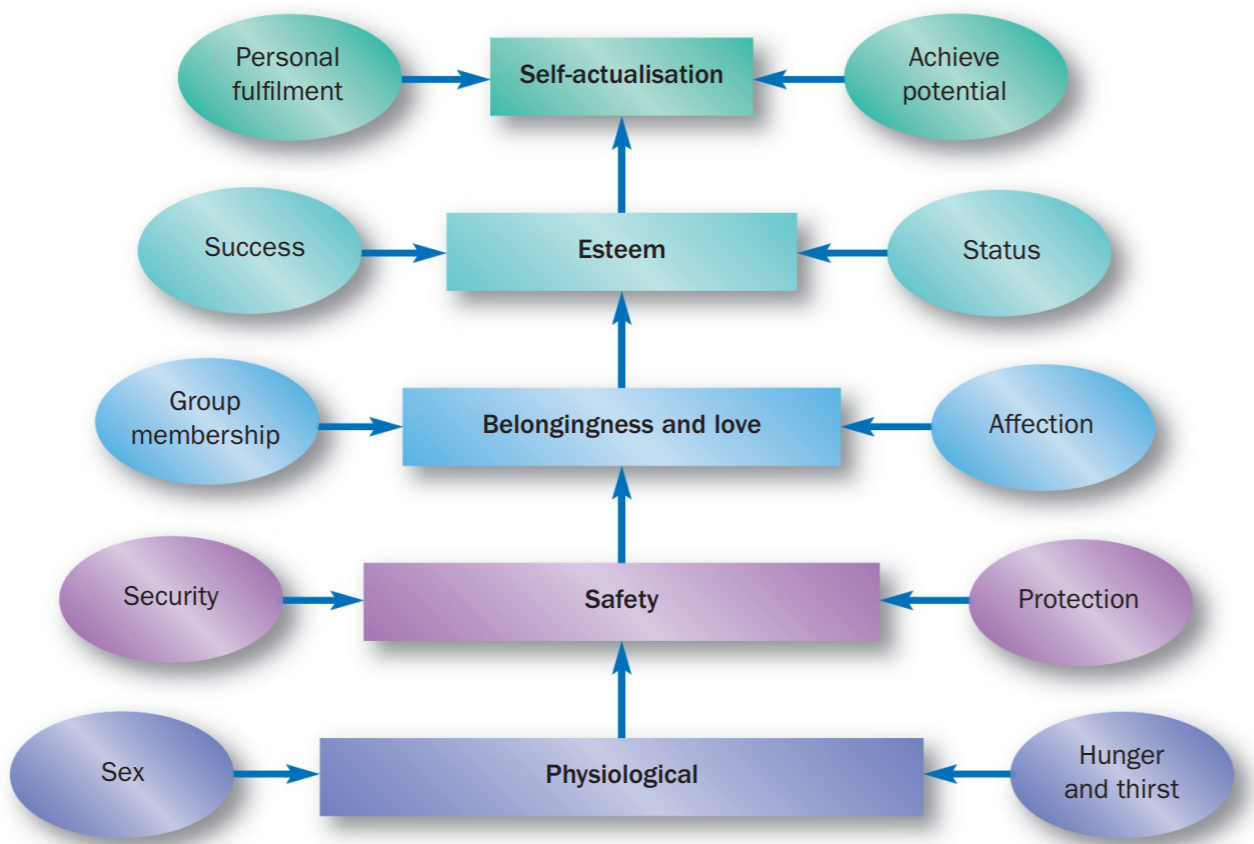 Personal
fulfilment
Self-actualisation
Achieve
potential
Success
Esteem
Status
Group
membership
Belongingness and love
Affection
Security
Safety
Protection
Sex
Physiological
Hunger
and thirst